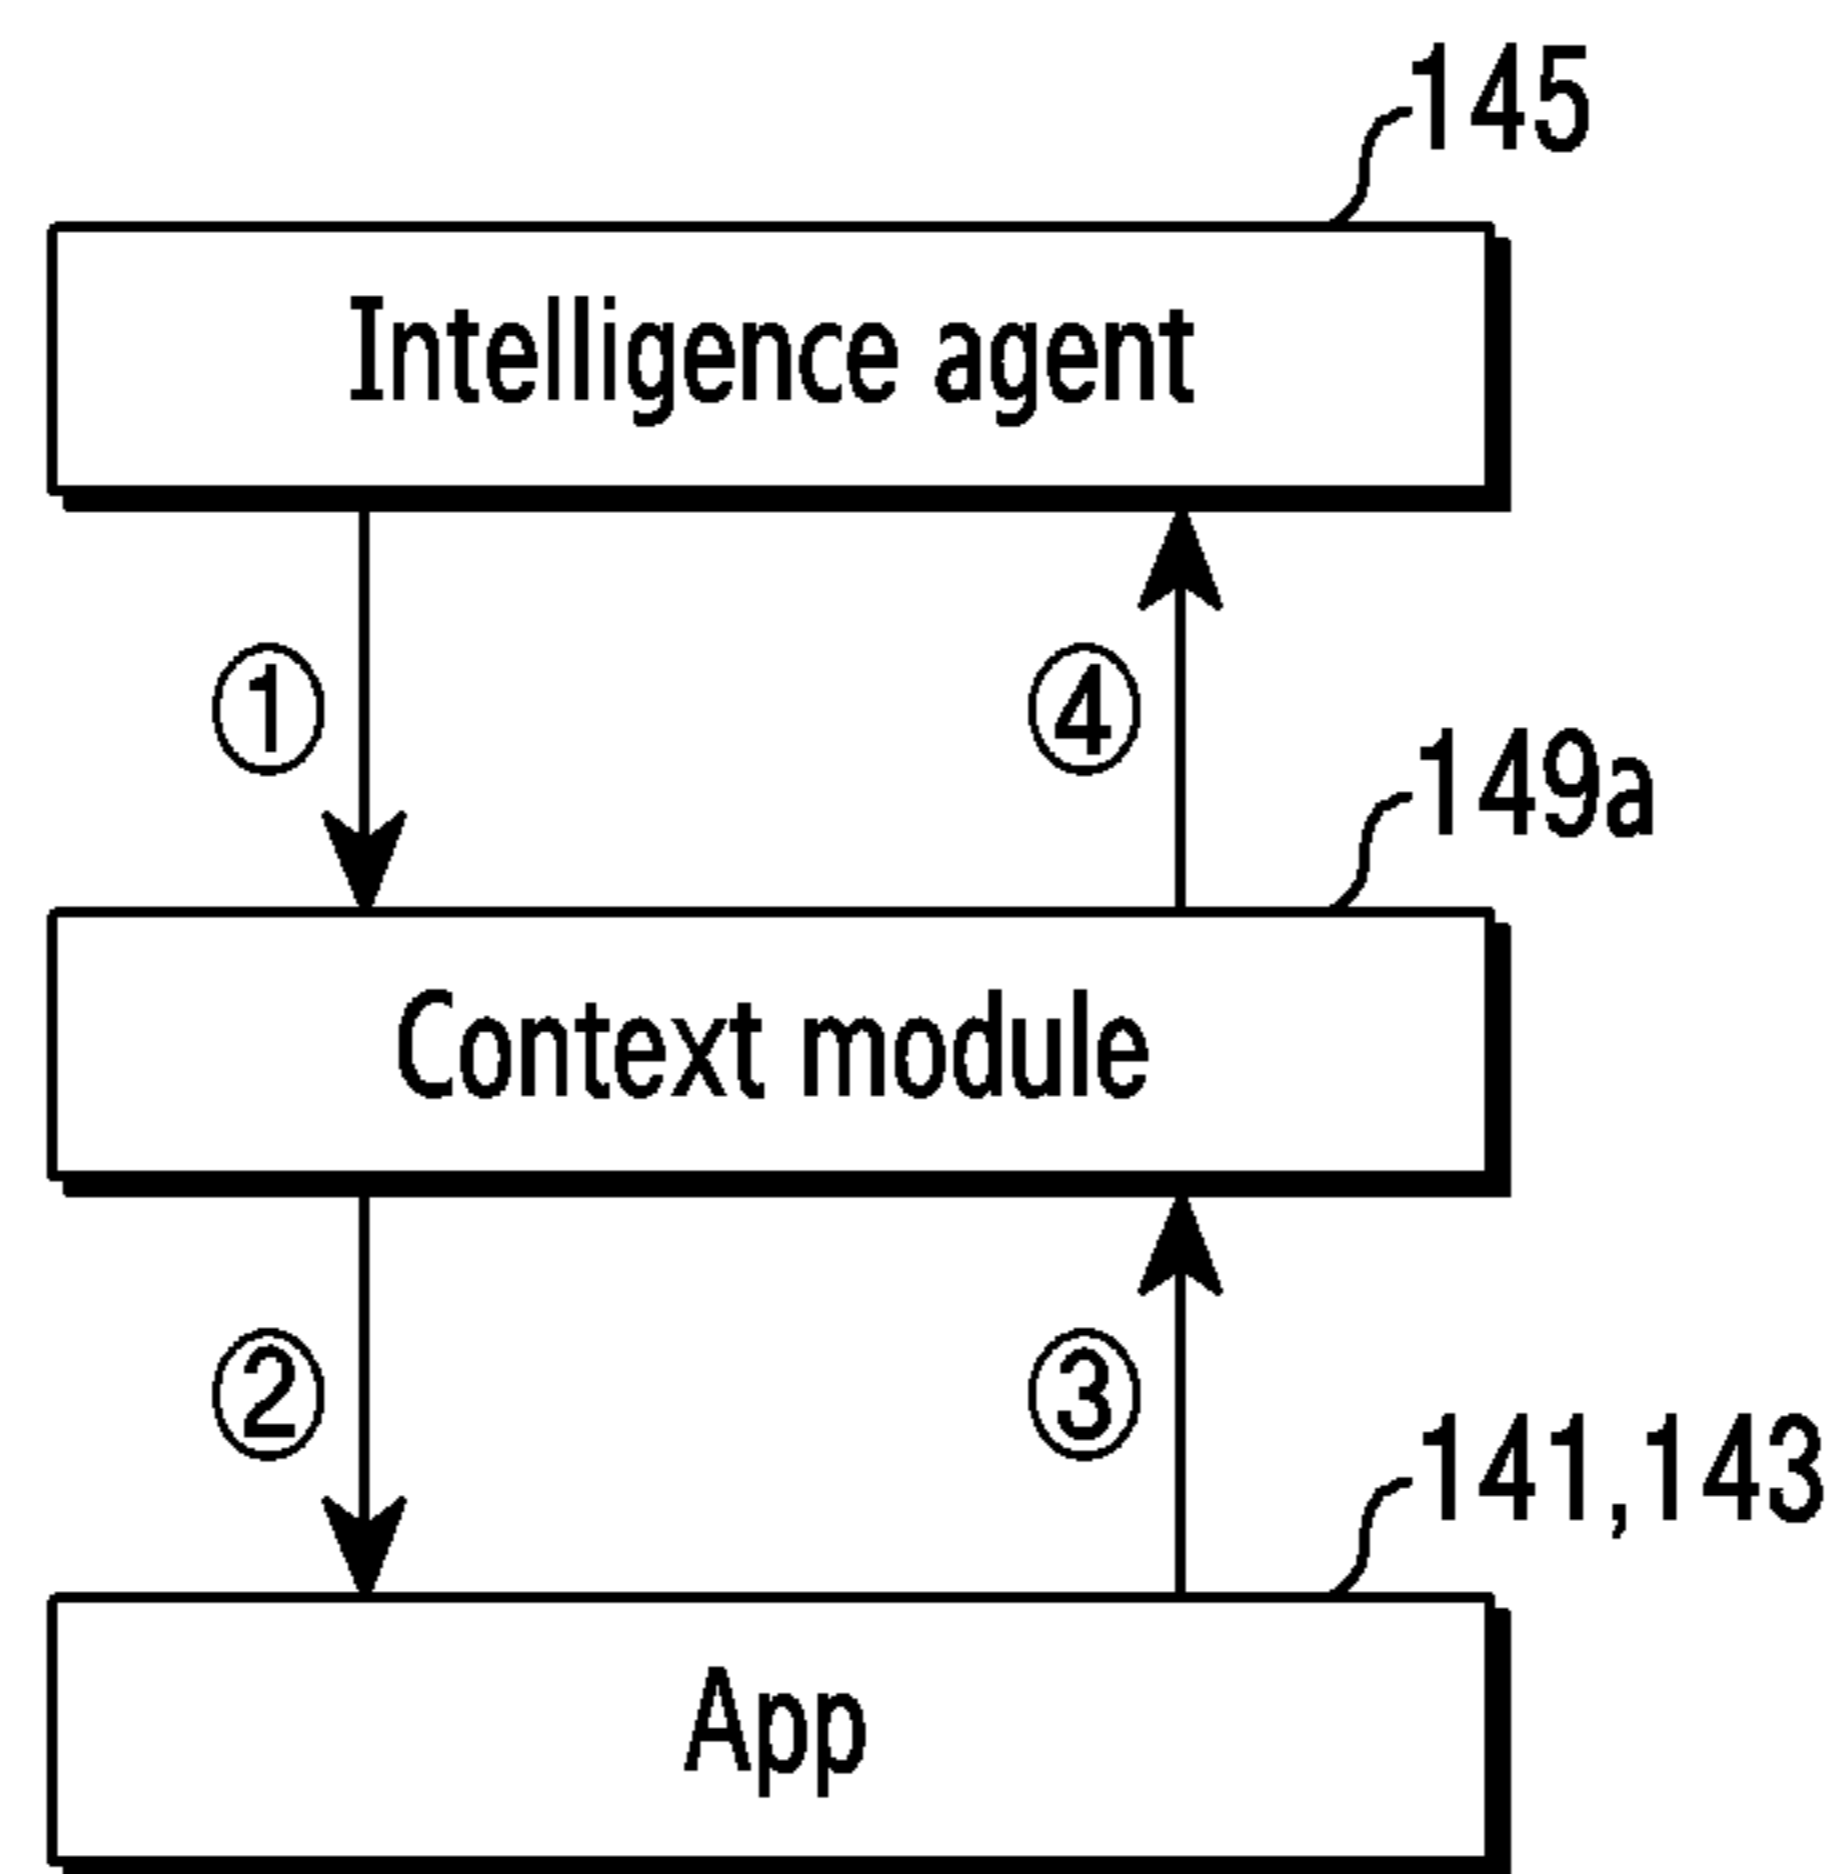 145
Intelligence agent
① ④
149a
Context module
② ③
141,143
App